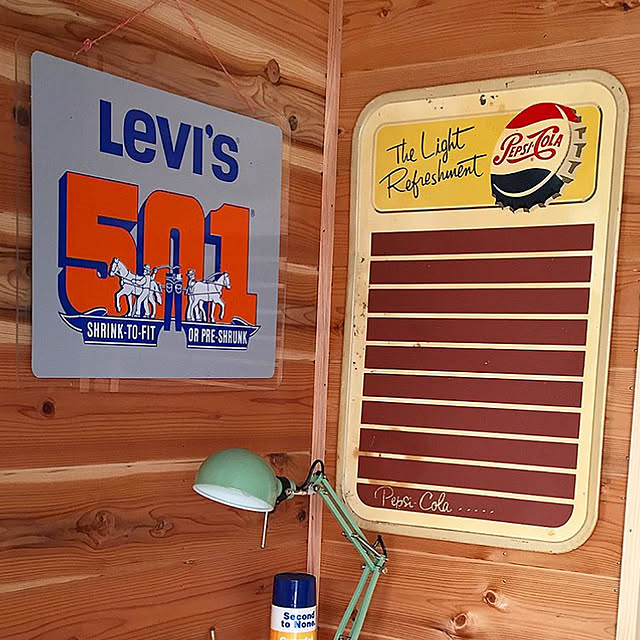 LEVI'S
501
SHRINK-TO-FIT OR PRE-SHRUNK
The Light
Refreshment
PEPSI-COLA
Pepsi-Cola.....
Second
to None.